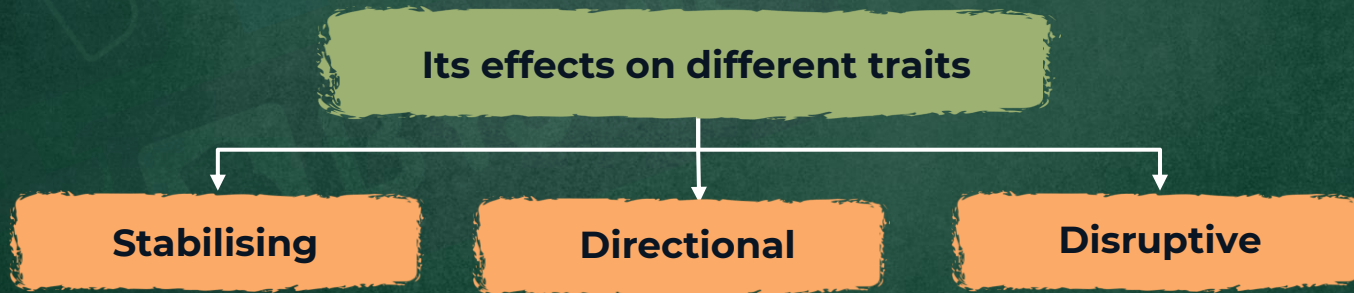 Its effects on different traits
Stabilising
Directional
Disruptive